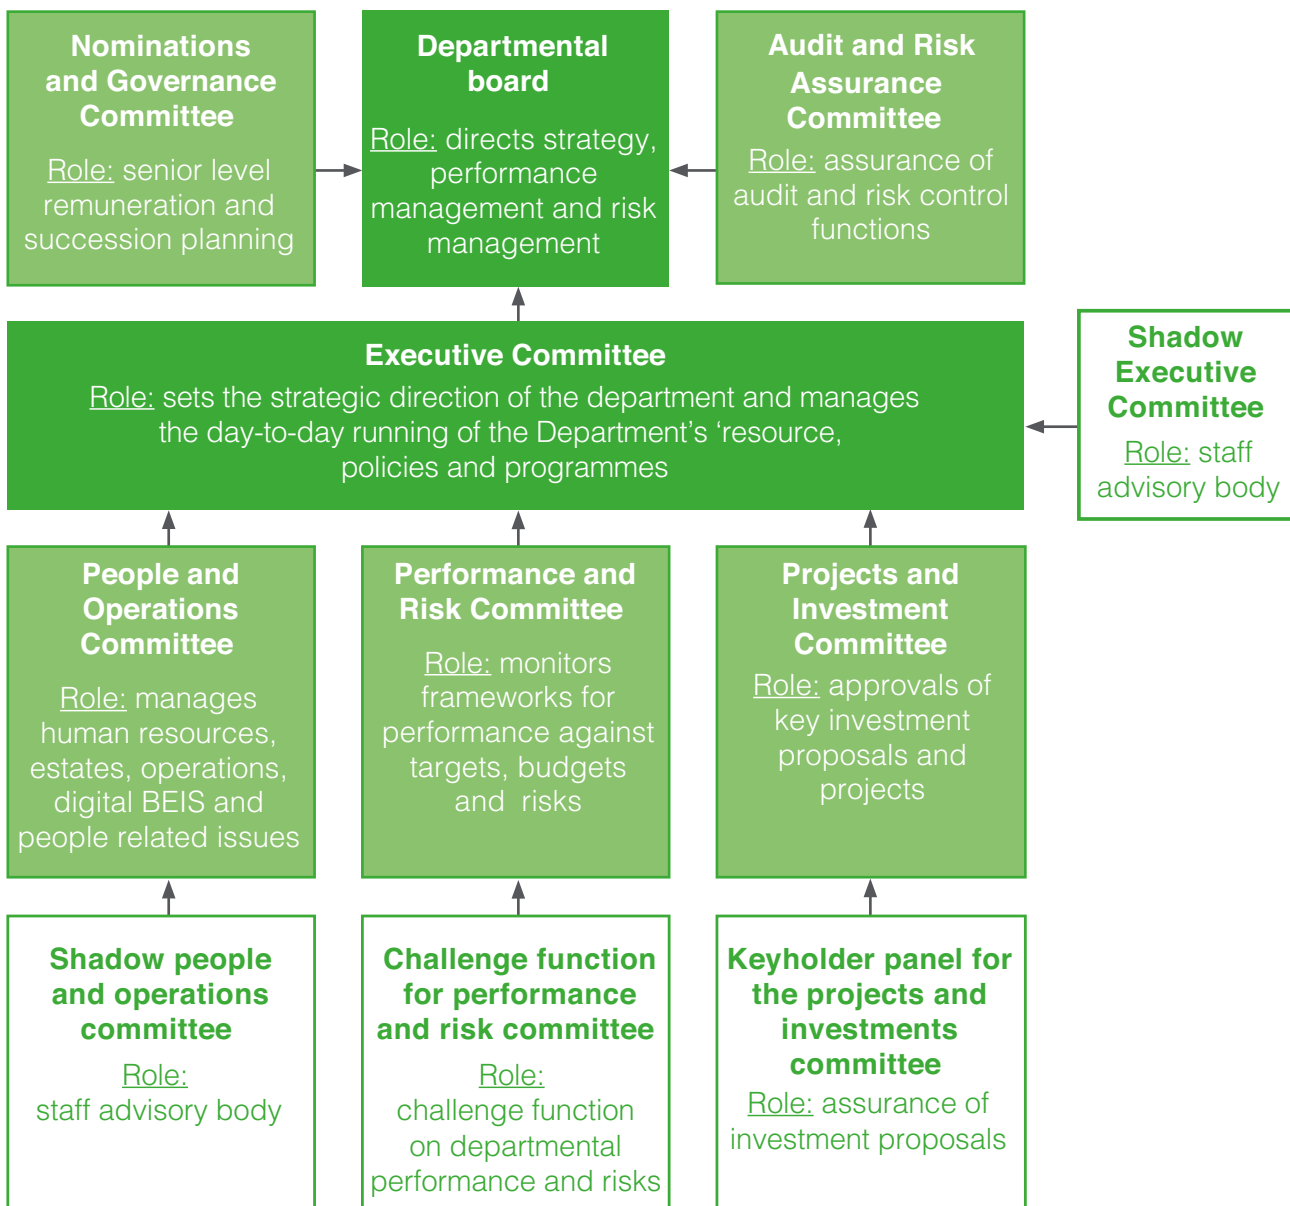 Nominations
and Governance
Committee
Role: senior level
remuneration and
succession planning
Departmental
board
Role: directs strategy,
performance
management and risk
management
Audit and Risk
Assurance
Committee
Role: assurance of
audit and risk control
functions
Executive Committee
Role: sets the strategic direction of the department and manages
the day-to-day running of the Department’s ‘resource,
policies and programmes
Shadow
Executive
Committee
Role: staff
advisory body
People and
Operations
Committee
Role: manages
human resources,
estates, operations,
digital BEIS and
people related issues
Performance and
Risk Committee
Role: monitors
frameworks for
performance against
targets, budgets
and risks
Projects and
Investment
Committee
Role: approvals of
key investment
proposals and
projects
Shadow people
and operations
committee
Role:
staff advisory body
Challenge function
for performance
and risk committee
Role:
challenge function
on departmental
performance and risks
Keyholder panel for
the projects and
investments
committee
Role: assurance of
investment proposals